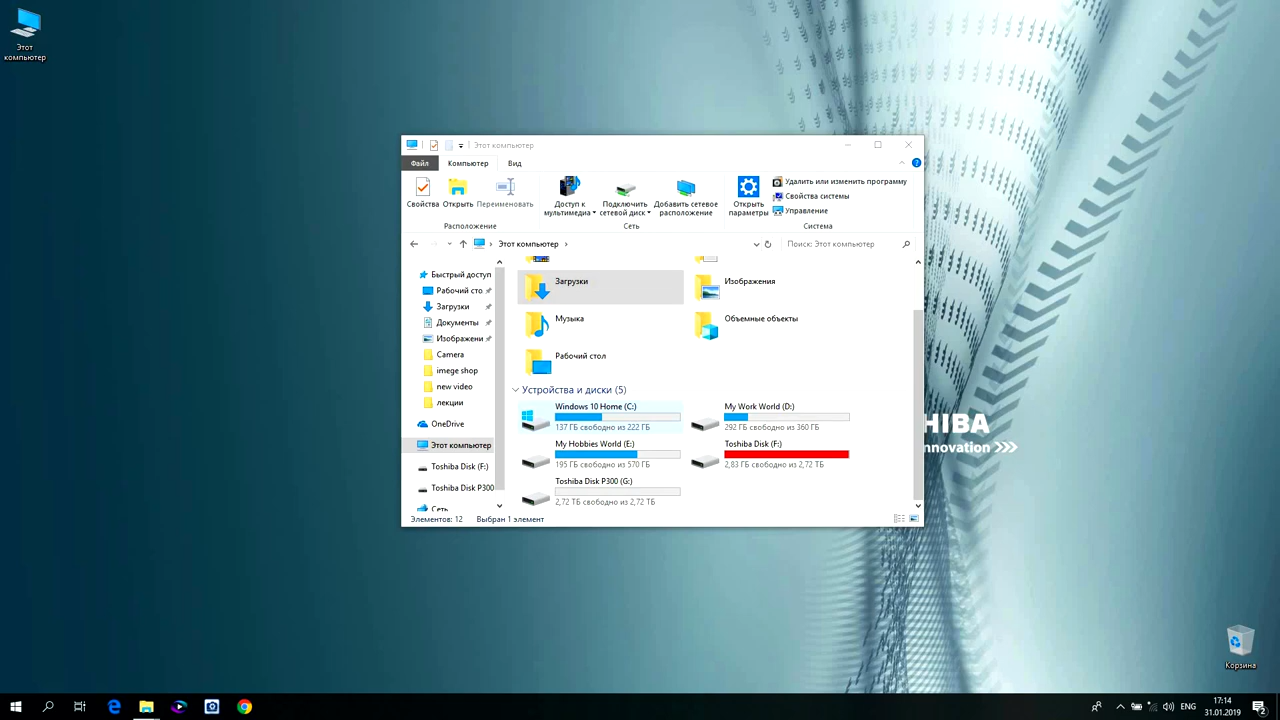 Этот
компьютер
Этот компьютер
Файл
Компьютер
Вид
Свойства
Открыть
Переименовать
Доступ к
мультимедиа
Подключить
сетевой диск
Добавить сетевое
расположение
Открыть
параметры
Удалить или изменить программу
Свойства системы
Управление
Расположение
Сеть
Система
Этот компьютер
Поиск: Этот компьютер
Быстрый доступ
Рабочий сто
Загрузки
Документы
Изображени
Camera
imege shop
new video
лекции
OneDrive
Этот компьютер
Toshiba Disk (F:)
Toshiba Disk P300
Сеть
Загрузки
Изображения
Музыка
Объемные объекты
Рабочий стол
Устройства и диски (5)
Windows 10 Home (C:)
137 ГБ свободно из 222 ГБ
My Work World (D:)
292 ГБ свободно из 360 ГБ
My Hobbies World (E:)
195 ГБ свободно из 570 ГБ
Toshiba Disk (F:)
2,83 ГБ свободно из 2,72 ТБ
Toshiba Disk P300 (G:)
2,72 ТБ свободно из 2,72 ТБ
Элементов: 12
Выбран 1 элемент
HIBA
nnovation
Корзина
ENG
17:14
31.01.2019
2